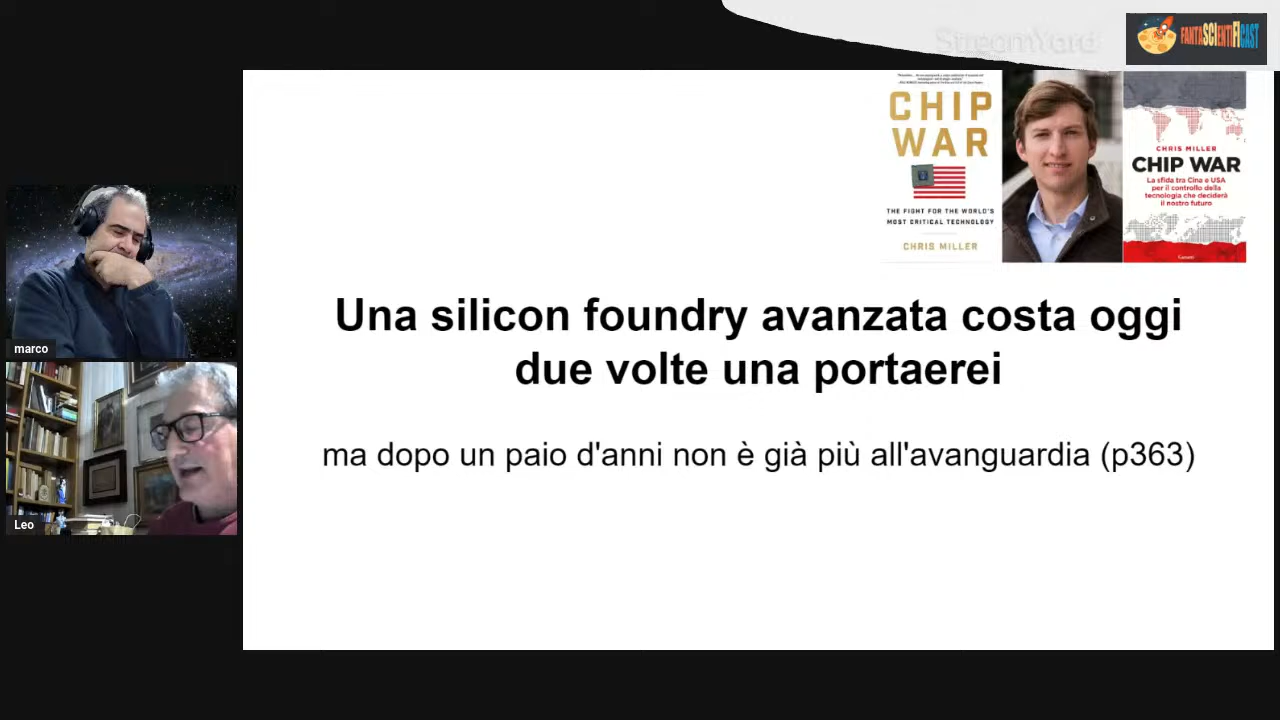 StreamYard
FANTASCIENTIFICAST
CHIP
WAR
THE FIGHT FOR THE WORLD'S
MOST CRITICAL TECHNOLOGY
CHRIS MILLER
CHRIS MILLER
CHIP WAR
La sfida tra Cina e USA
per il controllo della
tecnologia che deciderà
il nostro futuro
Garzanti
Una silicon foundry avanzata costa oggi
due volte una portaerei
ma dopo un paio d'anni non è già più all'avanguardia (p363)
marco
Leo